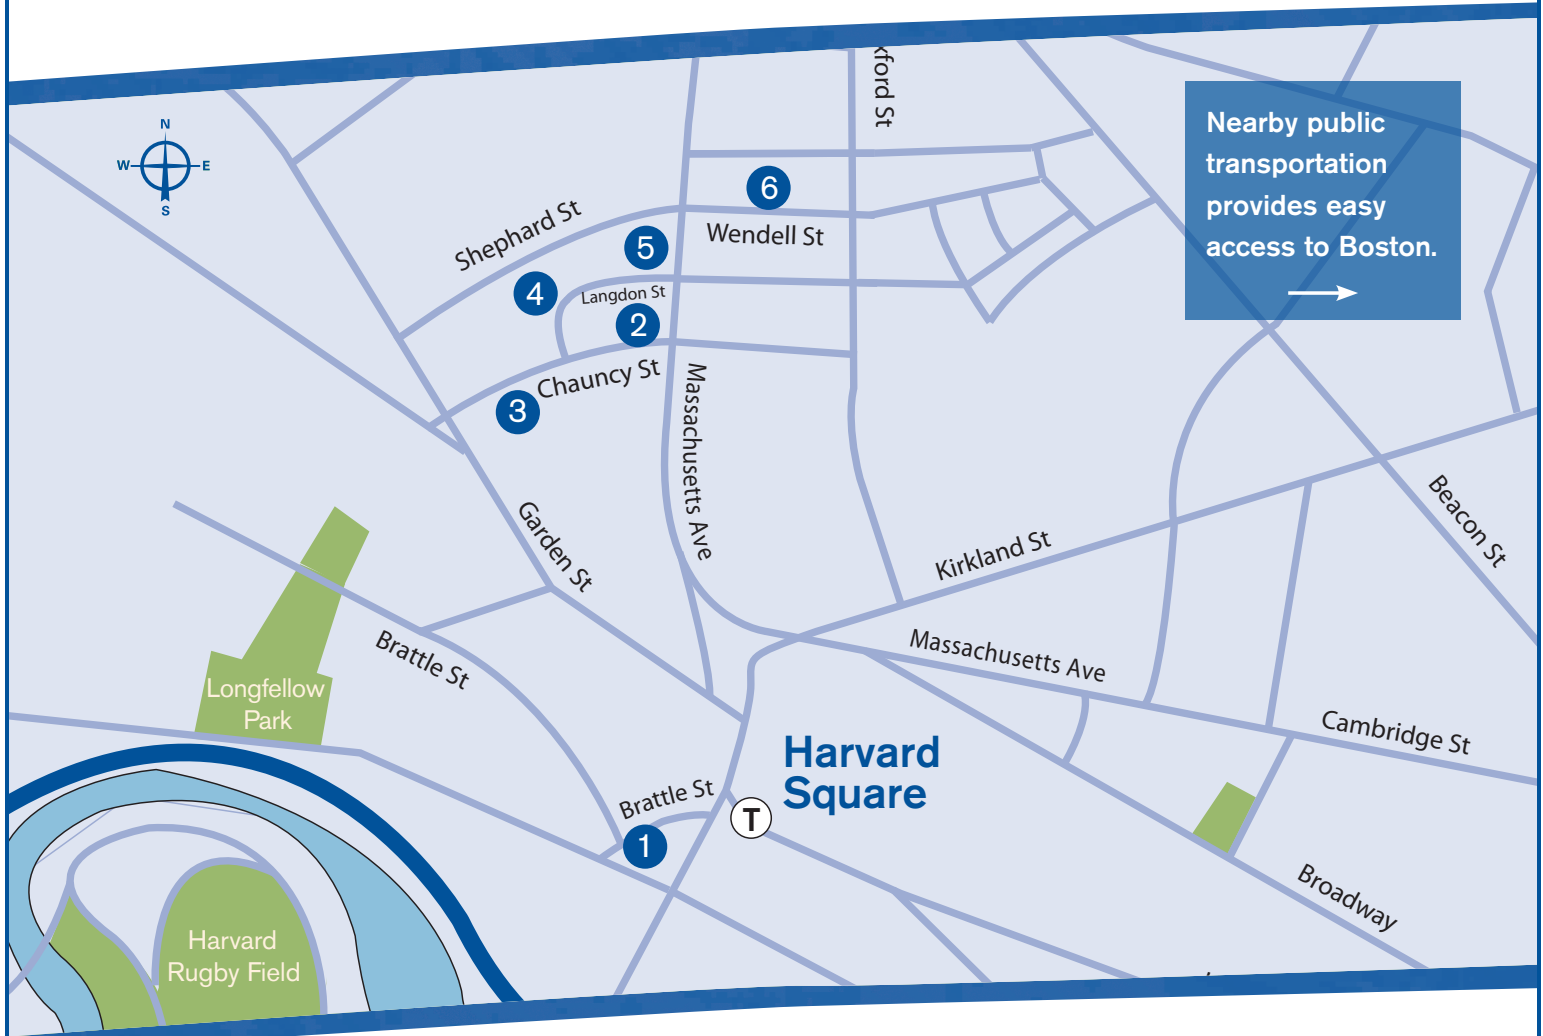 xford St
Nearby public
transportation
provides easy
access to Boston.
N
W
E
S
6
Shephard St
Wendell St
5
4
Langdon St
2
Chauncy St
3
Massachusetts Ave
Garden St
Beacon St
Kirkland St
Brattle St
Massachusetts Ave
Longfellow
Park
Cambridge St
Harvard
Square
Brattle St
T
1
Broadway
Harvard
Rugby Field